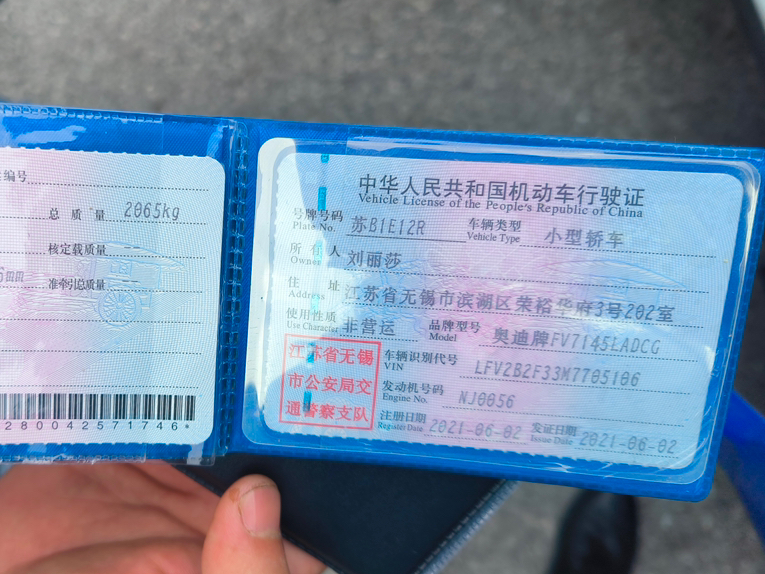 编号
总质量 2065kg
核定载质量 --
准牵引总质量 --
280042571746*
中华人民共和国机动车行驶证
Vehicle License of the People's Republic of China
号牌号码 苏B1E12R 车辆类型 小型轿车
Plate No. Vehicle Type
所有人 刘丽莎
Owner
住址 江苏省无锡市滨湖区荣裕华府3号202室
Address
使用性质 非营运 品牌型号 奥迪牌FV7145LADCG
Use Character Model
江苏省无锡
市公安局交
通警察支队
车辆识别代号 LFV2B2F33M7705106
VIN
发动机号码 NJ0056
Engine No.
注册日期 2021-06-02 发证日期 2021-06-02
Register Date Issue Date